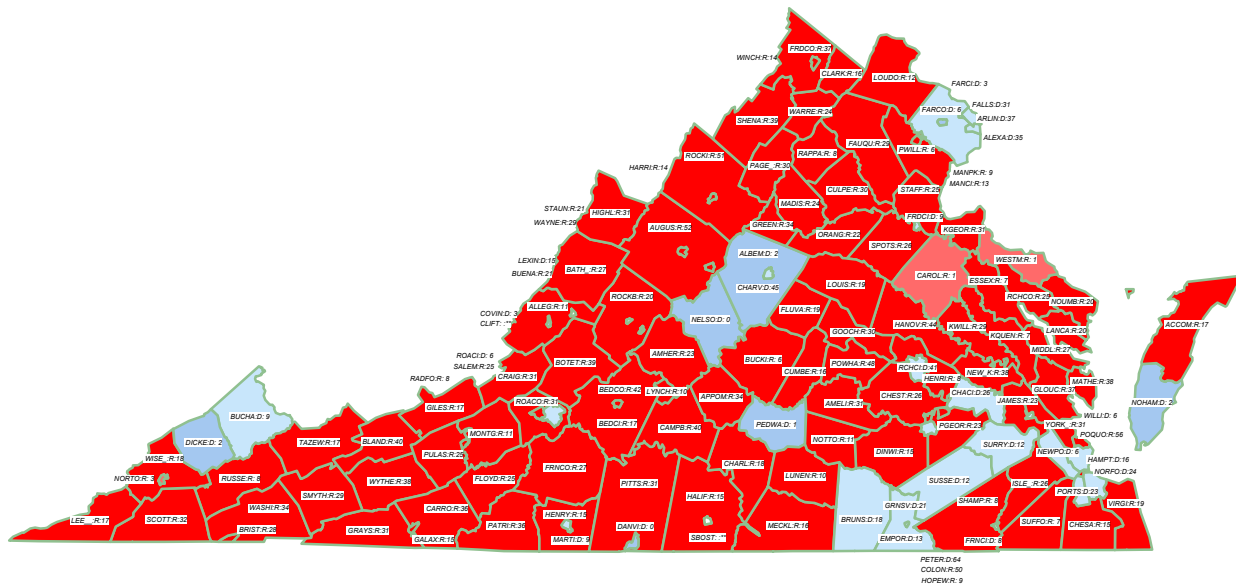 FRDCO:R:37
WINCH:R:14
CLARK:R:16
LOUDO:R:12
FARCI:D: 3
FALLS:D:31
FARCO:D: 6
ARLIN:D:37
ALEXA:D:35
WARRE:R:24
SHENA:R:39
FAUQU:R:29
PWILL:R: 6
ROCKI:R:51
RAPPA:R: 8
PAGE_:R:30
HARRI:R:14
MANPK:R: 9
MANCI:R:13
CULPE:R:30
STAFF:R:25
MADIS:R:24
STAUN:R:21
HIGHL:R:31
WAYNE:R:29
AUGUS:R:52
GREEN:R:34
FRDCI:D: 9
ORANG:R:22
KGEOR:R:31
SPOTS:R:26
ALBEM:D: 2
WESTM:R: 1
LEXIN:D:15
BUENA:R:21
BATH_:R:27
CAROL:R: 1
ESSEX:R: 7
CHARV:D:45
LOUIS:R:19
RCHCO:R:28
NOUMB:R:20
ALLEG:R:11
ROCKB:R:20
COVIN:D: 3
CLIFT: :**
NELSO:D: 0
FLUVA:R:19
HANOV:R:44
KWILL:R:29
ACCOM:R:17
GOOCH:R:30
KQUEN:R: 7
LANCA:R:20
MIDDL:R:27
ROACI:D: 6
SALEM:R:25
AMHER:R:23
BUCKI:R: 6
BOTET:R:39
POWHA:R:48
RCHCI:D:41
CUMBE:R:16
NEW_K:R:38
HENRI:R: 8
RADFO:R: 8
CRAIG:R:31
MATHE:R:38
BEDCO:R:42
LYNCH:R:10
CHEST:R:26
CHACI:D:26
GLOUC:R:37
APPOM:R:34
ROACO:R:31
JAMES:R:23
NOHAM:D: 2
AMELI:R:31
GILES:R:17
BUCHA:D: 9
PEDWA:D: 1
WILLI:D: 6
BEDCI:R:17
PGEOR:R:23
YORK_:R:31
CAMPB:R:40
MONTG:R:11
POQUO:R:56
DICKE:D: 2
TAZEW:R:17
BLAND:R:40
NOTTO:R:11
SURRY:D:12
PULAS:R:25
DINWI:R:15
NEWPO:D: 6
WISE_:R:18
HAMPT:D:16
CHARL:R:18
FRNCO:R:27
NORFO:D:24
NORTO:R: 3
RUSSE:R: 8
LUNEN:R:10
FLOYD:R:25
WYTHE:R:38
PITTS:R:31
SUSSE:D:12
ISLE_:R:26
PORTS:D:23
SMYTH:R:29
HALIF:R:15
GRNSV:D:21
SHAMP:R: 8
VIRGI:R:19
CARRO:R:36
WASHI:R:34
HENRY:R:15
BRUNS:D:18
LEE__:R:17
SCOTT:R:32
SUFFO:R: 7
PATRI:R:36
DANVI:D: 0
MECKL:R:16
CHESA:R:15
BRIST:R:28
GRAYS:R:31
GALAX:R:15
MARTI:D: 9
SBOST: :**
EMPOR:D:13
FRNCI:D: 8
PETER:D:64
COLON:R:50
HOPEW:R: 9